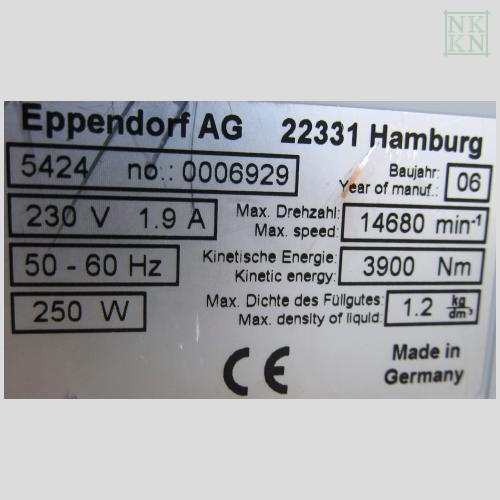 NK
KN
Eppendorf AG 22331 Hamburg
5424 no.: 0006929
Baujahr:
Year of manuf.: 06
230 V 1.9 A
Max. Drehzahl:
Max. speed: 14680 min-1
50 - 60 Hz
Kinetische Energie:
Kinetic energy: 3900 Nm
250 W
Max. Dichte des Füllgutes:
Max. density of liquid: 1.2 kg/dm³
CE
Made in
Germany